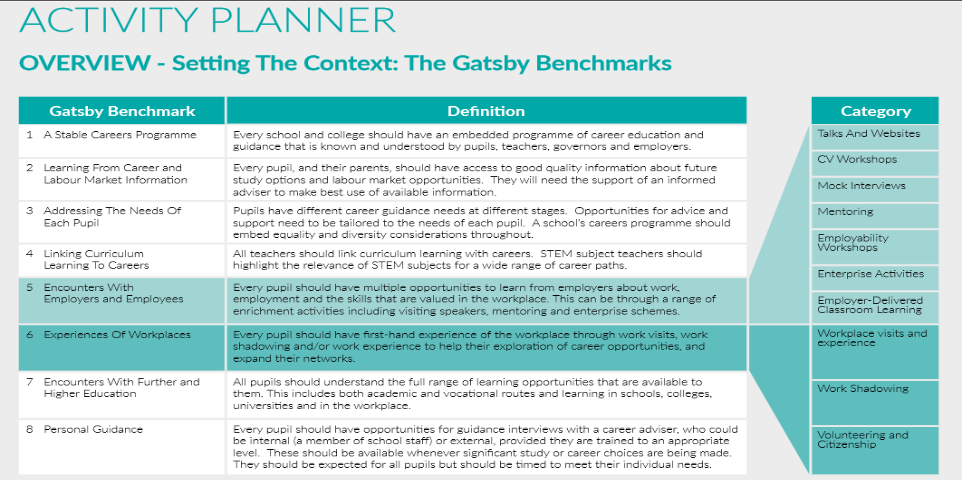 ACTIVITY PLANNER
OVERVIEW - Setting The Context: The Gatsby Benchmarks
Gatsby Benchmark
Definition
1 A Stable Careers Programme
Every school and college should have an embedded programme of career education and
guidance that is known and understood by pupils, teachers, governors and employers.
2 Learning From Career and
Labour Market Information
Every pupil, and their parents, should have access to good quality information about future
study options and labour market opportunities. They will need the support of an informed
adviser to make best use of available information.
3 Addressing The Needs Of
Each Pupil
Pupils have different career guidance needs at different stages. Opportunities for advice and
support need to be tailored to the needs of each pupil. A school's careers programme should
embed equality and diversity considerations throughout.
4 Linking Curriculum
Learning To Careers
All teachers should link curriculum learning with careers. STEM subject teachers should
highlight the relevance of STEM subjects for a wide range of career paths.
5 Encounters With
Employers and Employees
Every pupil should have multiple opportunities to learn from employers about work,
employment and the skills that are valued in the workplace. This can be through a range of
enrichment activities including visiting speakers, mentoring and enterprise schemes.
6 Experiences Of Workplaces
Every pupil should have first-hand experience of the workplace through work visits, work
shadowing and/or work experience to help their exploration of career opportunities, and
expand their networks.
7 Encounters With Further and
Higher Education
All pupils should understand the full range of learning opportunities that are available to
them. This includes both academic and vocational routes and learning in schools, colleges,
universities and in the workplace.
8 Personal Guidance
Every pupil should have opportunities for guidance interviews with a career adviser, who could
be internal (a member of school staff) or external, provided they are trained to an appropriate
level. These should be available whenever significant study or career choices are being made.
They should be expected for all pupils but should be timed to meet their individual needs.
Category
Talks And Websites
CV Workshops
Mock Interviews
Mentoring
Employability
Workshops
Enterprise Activities
Employer-Delivered
Classroom Learning
Workplace visits and
experience
Work Shadowing
Volunteering and
Citizenship